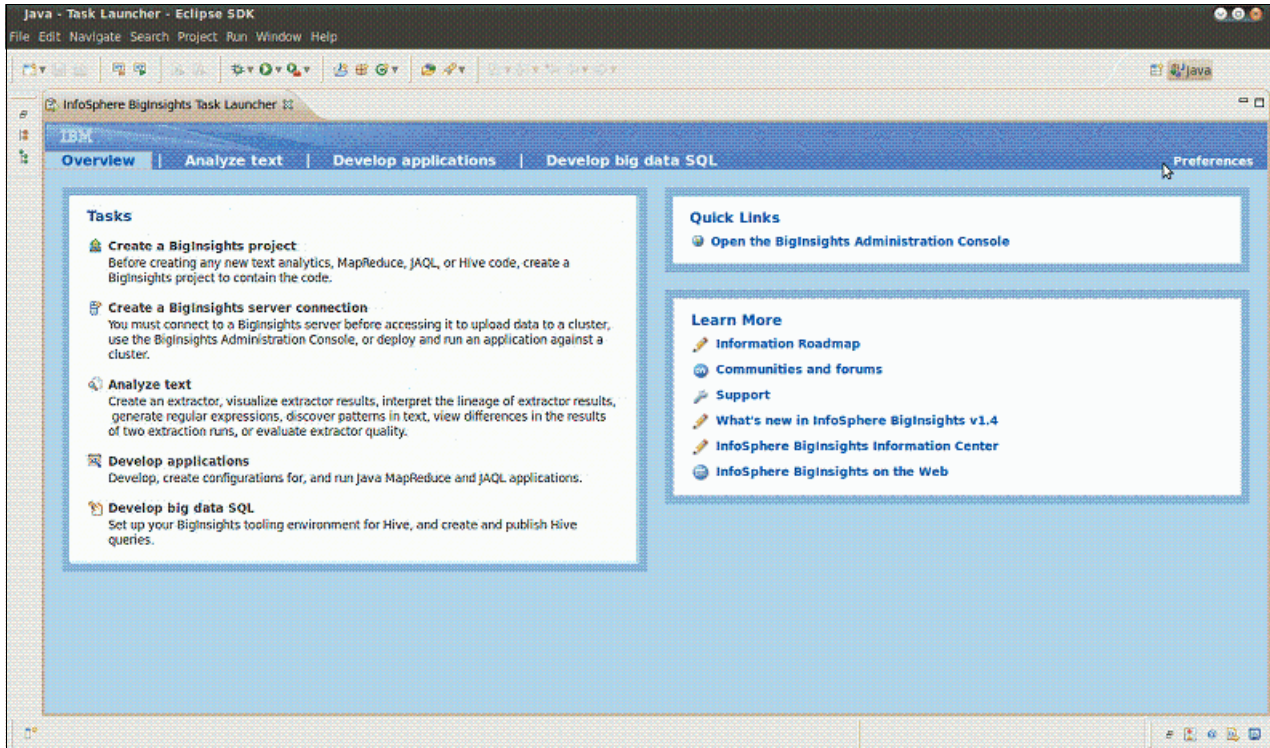 Java - Task Launcher - Eclipse SDK
File Edit Navigate Search Project Run Window Help
Java
InfoSphere BigInsights Task Launcher
IBM
Overview | Analyze text | Develop applications | Develop big data SQL
Preferences
Tasks
Create a BigInsights project
Before creating any new text analytics, MapReduce, JAQL, or Hive code, create a
BigInsights project to contain the code.
Create a BigInsights server connection
You must connect to a BigInsights server before accessing it to upload data to a cluster,
use the BigInsights Administration Console, or deploy and run an application against a
cluster.
Analyze text
Create an extractor, visualize extractor results, interpret the lineage of extractor results,
generate regular expressions, discover patterns in text, view differences in the results
of two extraction runs, or evaluate extractor quality.
Develop applications
Develop, create configurations for, and run Java MapReduce and JAQL applications.
Develop big data SQL
Set up your BigInsights tooling environment for Hive, and create and publish Hive
queries.
Quick Links
Open the BigInsights Administration Console
Learn More
Information Roadmap
Communities and forums
Support
What's new in InfoSphere BigInsights v1.4
InfoSphere BigInsights Information Center
InfoSphere BigInsights on the Web